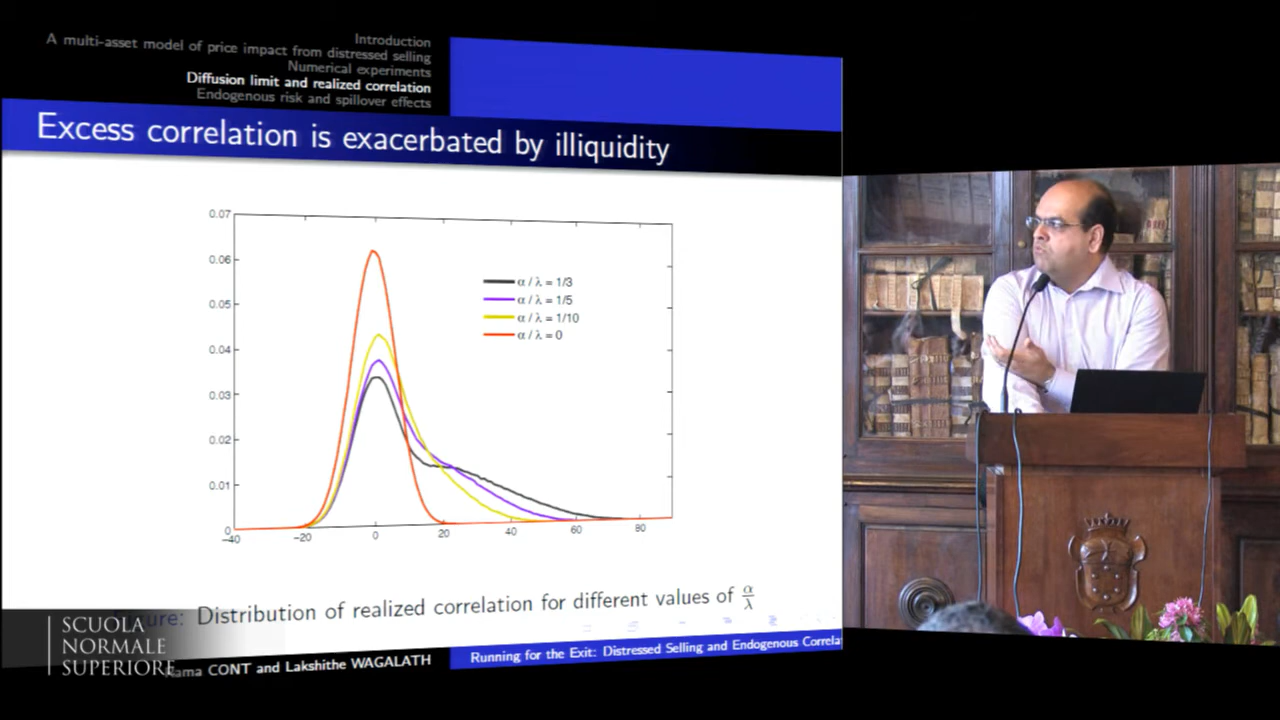 Introduction
A multi-asset model of price impact from distressed selling
Numerical experiments
Diffusion limit and realized correlation
Endogenous risk and spillover effects
Excess correlation is exacerbated by illiquidity
0.07
0.06
0.05
0.04
0.03
0.02
0.01
0
−40
−20
0
20
40
60
80
α / λ = 1/3
α / λ = 1/5
α / λ = 1/10
α / λ = 0
Distribution of realized correlation for different values of α/λ
SCUOLA
NORMALE
SUPERIORE
Rama CONT and Lakshithe WAGALATH
Running for the Exit: Distressed Selling and Endogenous Correla